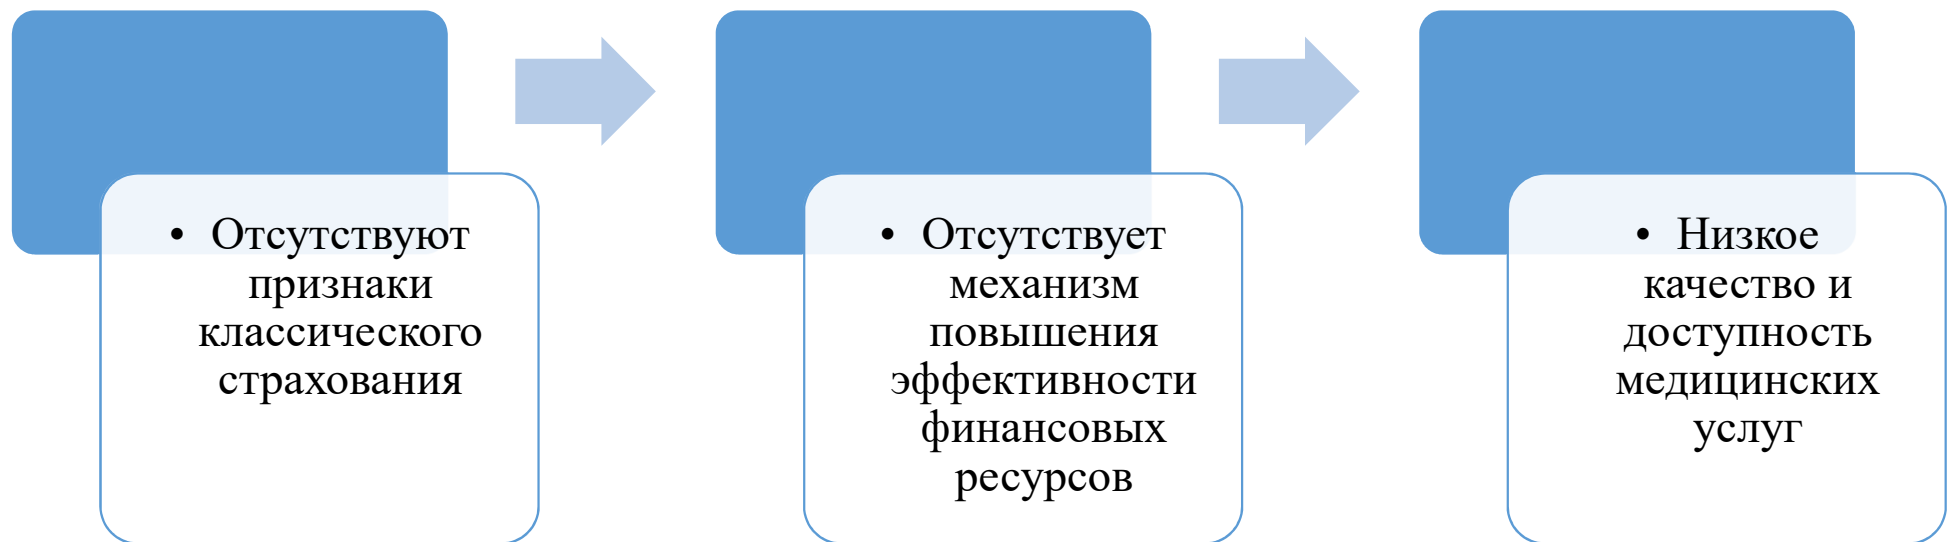 • Отсутствуют
признаки
классического
страхования
• Отсутствует
механизм
повышения
эффективности
финансовых
ресурсов
• Низкое
качество и
доступность
медицинских
услуг